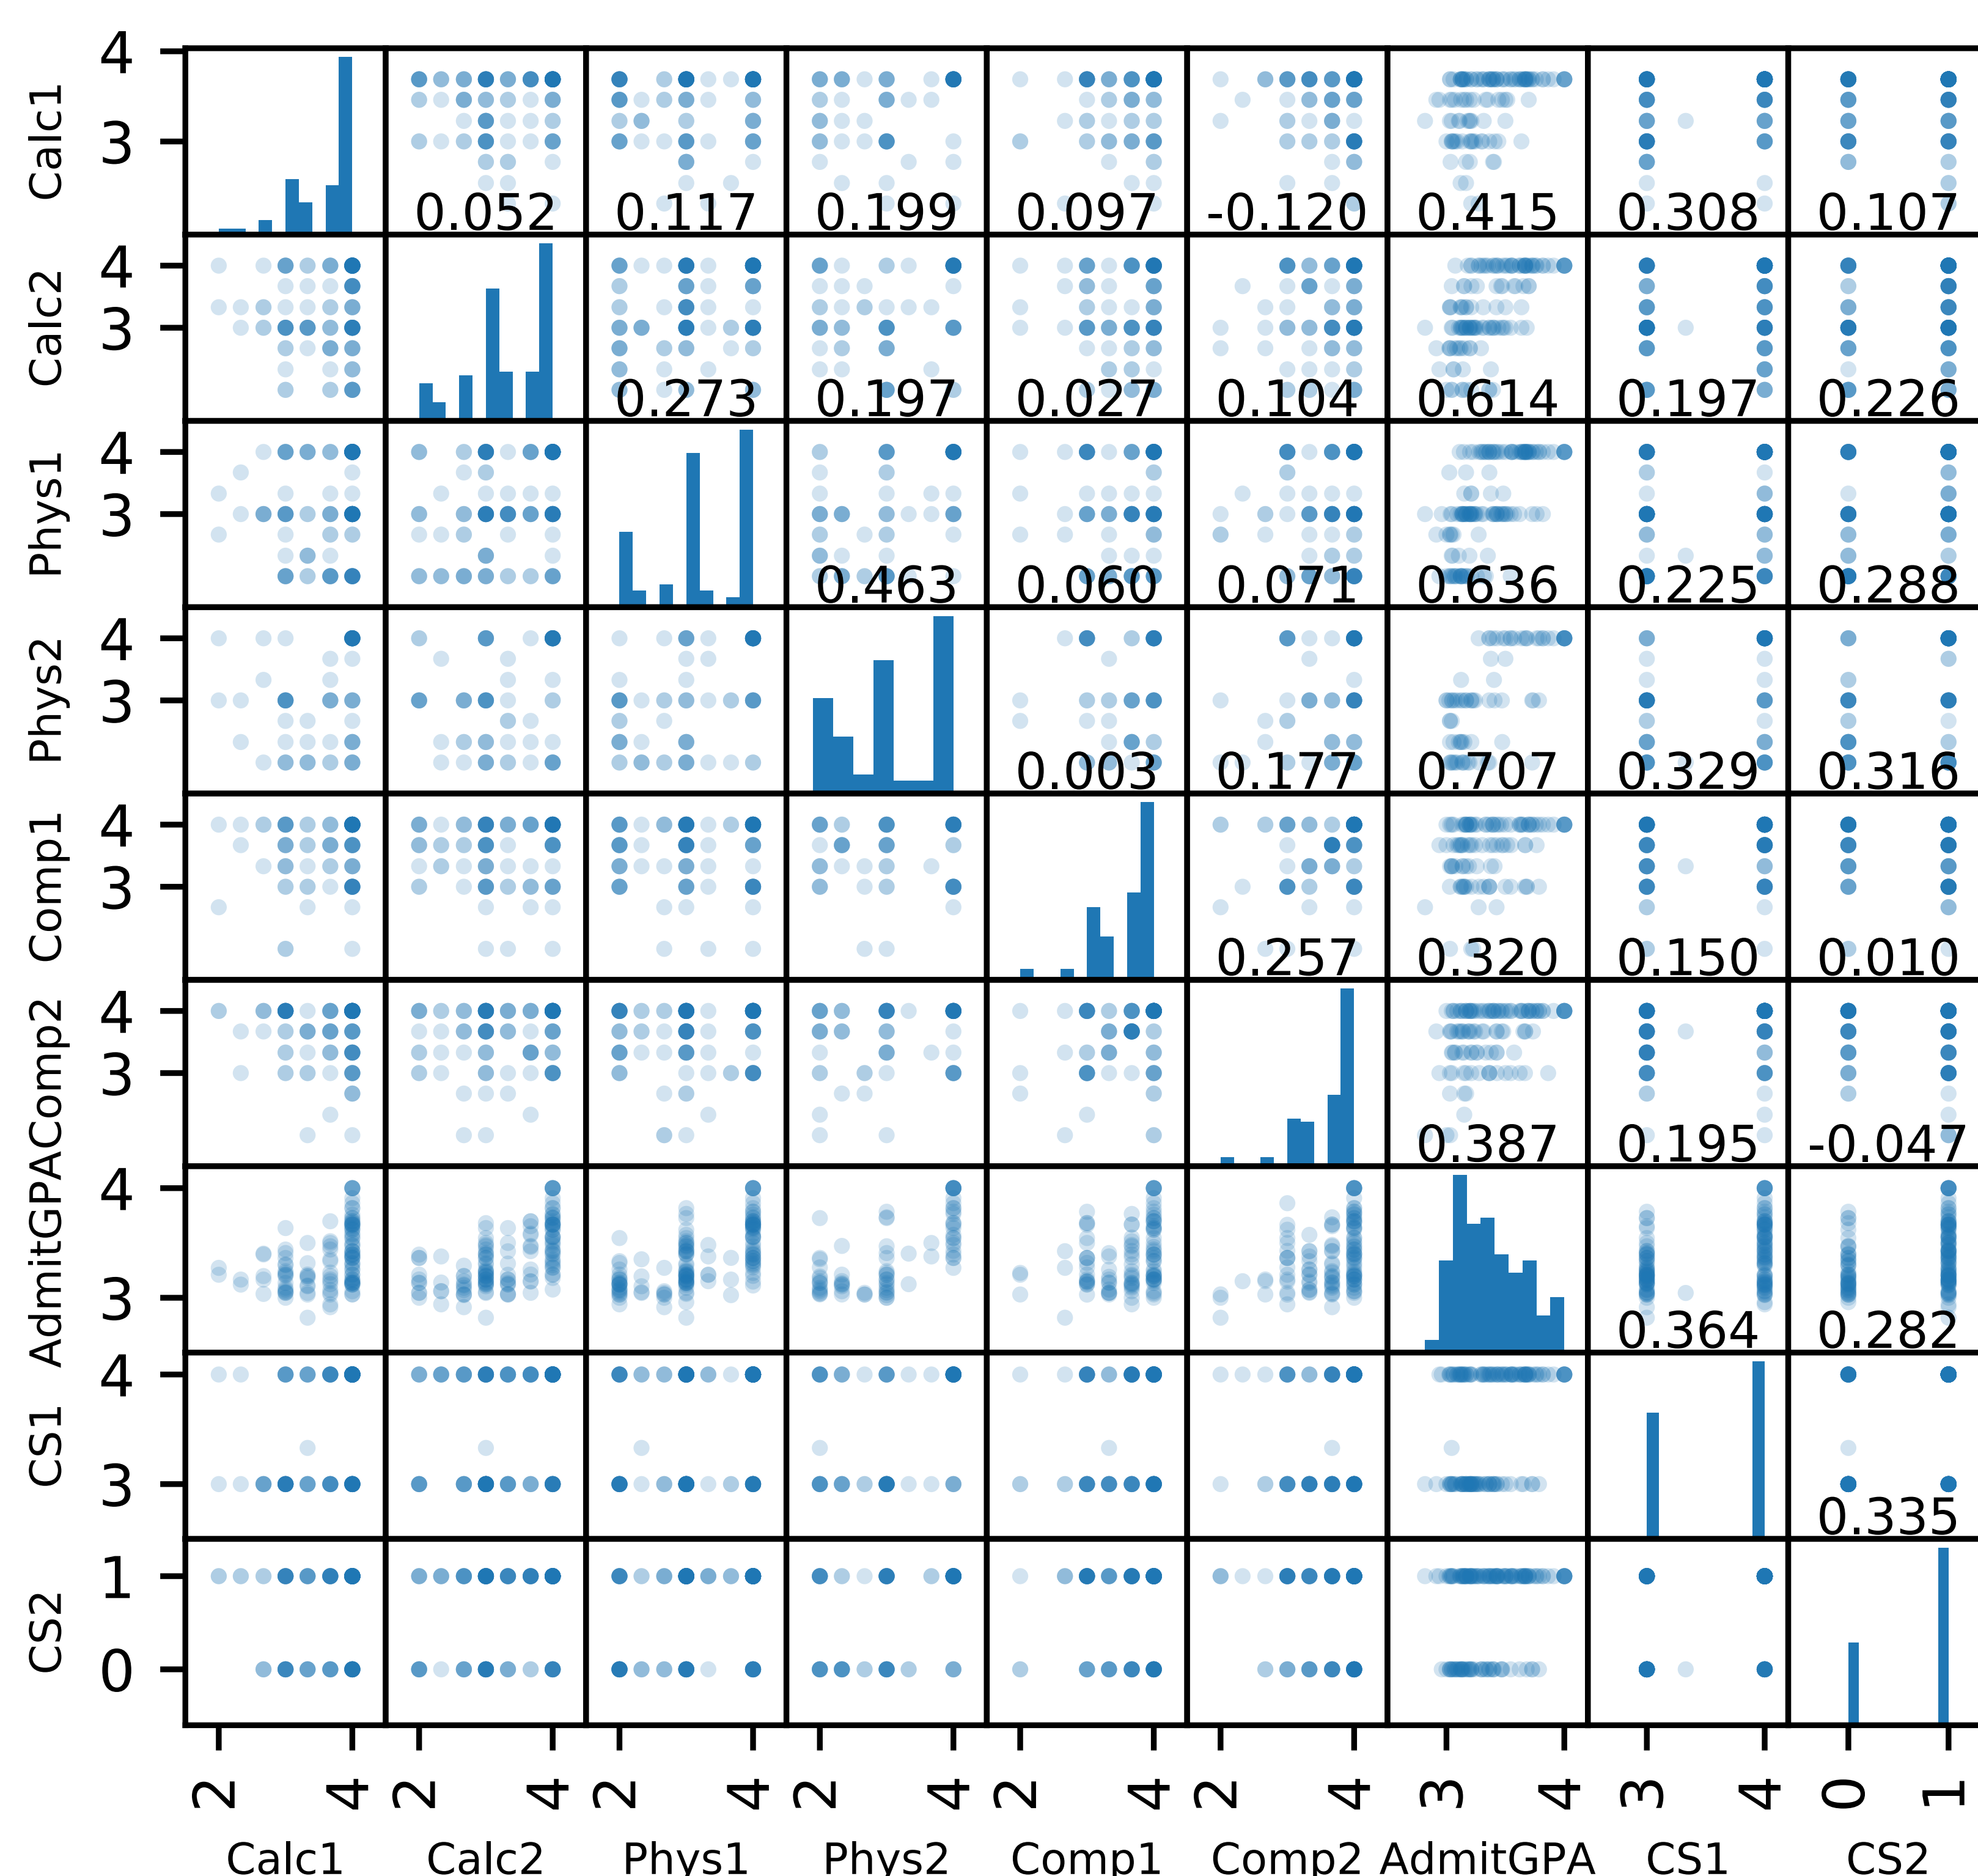 4
3
Calc1
0.052 0.117 0.199 0.097 -0.120 0.415 0.308 0.107
4
3
Calc2
0.273 0.197 0.027 0.104 0.614 0.197 0.226
4
3
Phys1
0.463 0.060 0.071 0.636 0.225 0.288
4
3
Phys2
0.003 0.177 0.707 0.329 0.316
4
3
Comp1
0.257 0.320 0.150 0.010
4
3
Comp2
0.387 0.195 -0.047
4
3
AdmitGPA
0.364 0.282
4
3
CS1
0.335
1
0
CS2
2 4 2 4 2 4 2 4 2 4 2 4 3 4 3 4 0 1
Calc1 Calc2 Phys1 Phys2 Comp1 Comp2 AdmitGPA CS1 CS2